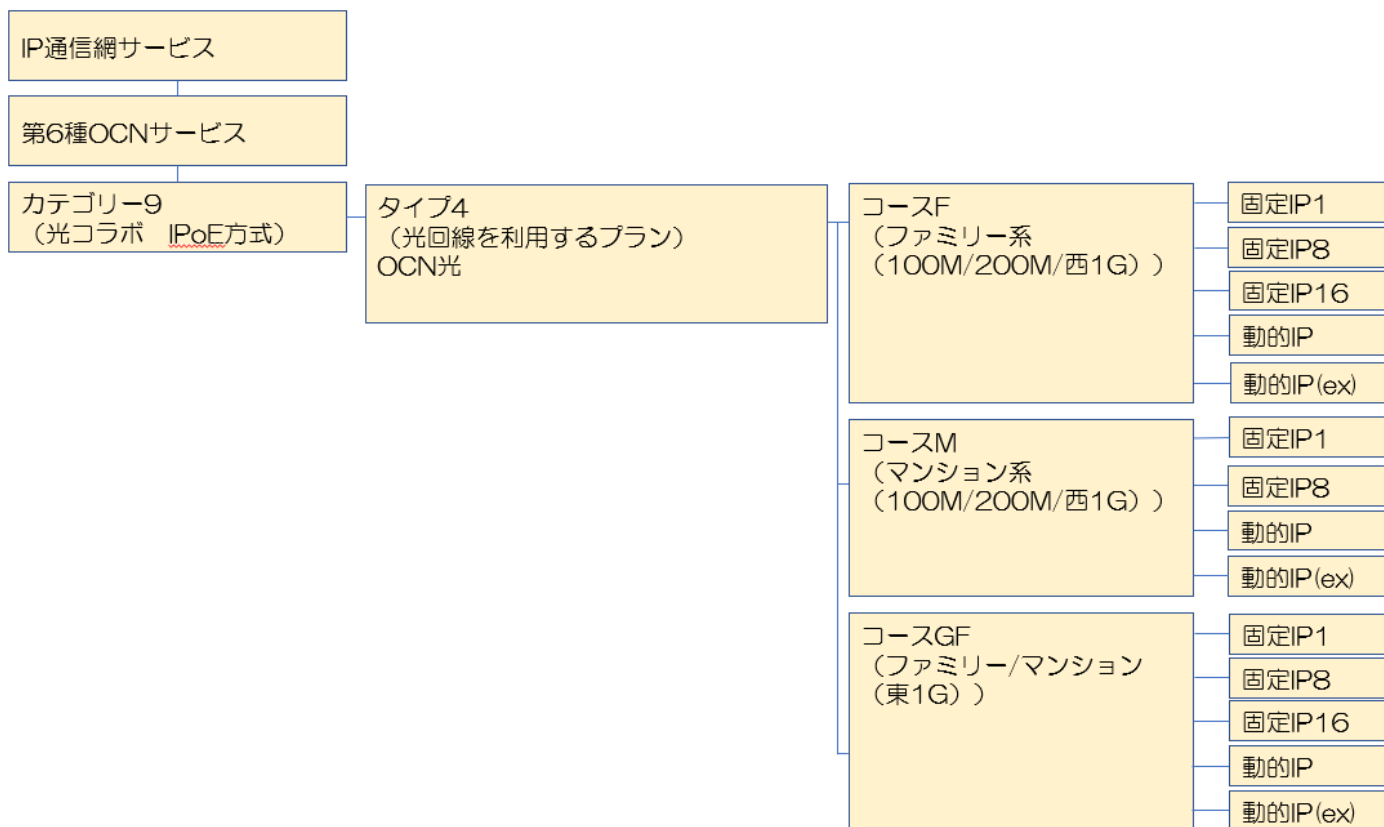 IP通信網サービス
第6種OCNサービス
カテゴリー9
（光コラボ　IPoE方式）
タイプ4
（光回線を利用するプラン）
OCN光
コースF
（ファミリー系
（100M/200M/西1G））
固定IP1
固定IP8
固定IP16
動的IP
動的IP(ex)
コースM
（マンション系
（100M/200M/西1G））
固定IP1
固定IP8
動的IP
動的IP(ex)
コースGF
（ファミリー/マンション
（東1G））
固定IP1
固定IP8
固定IP16
動的IP
動的IP(ex)